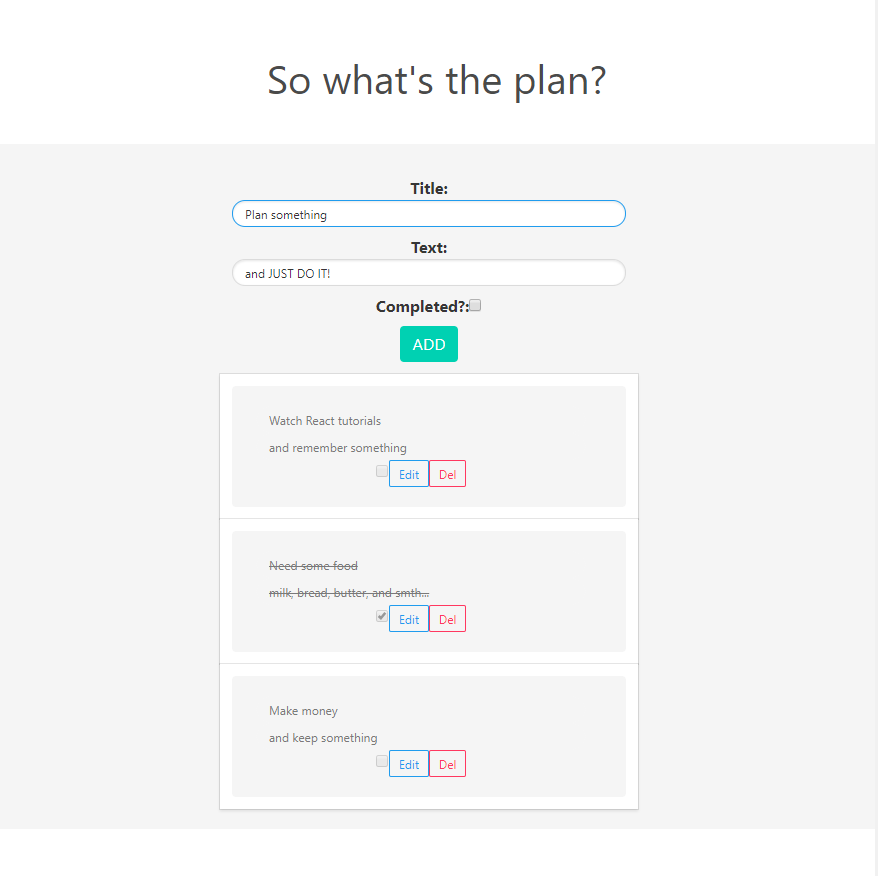 So what's the plan?
Title:
Plan something
Text:
and JUST DO IT!
Completed?:
ADD
Watch React tutorials
and remember something
Edit Del
Need some food
milk, bread, butter, and smth...
Edit Del
Make money
and keep something
Edit Del